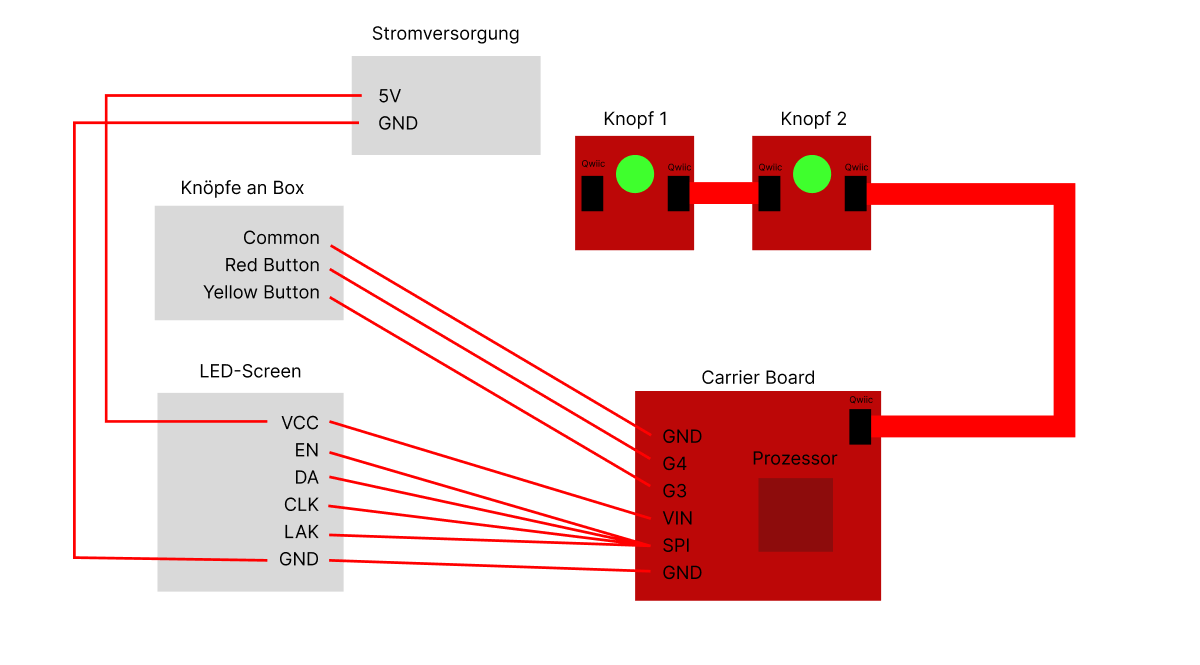 Stromversorgung
5V
GND
Knopf 1
Qwiic
Qwiic
Knopf 2
Qwiic
Qwiic
Knöpfe an Box
Common
Red Button
Yellow Button
LED-Screen
VCC
EN
DA
CLK
LAK
GND
Carrier Board
Qwiic
GND
G4
G3
VIN
SPI
GND
Prozessor